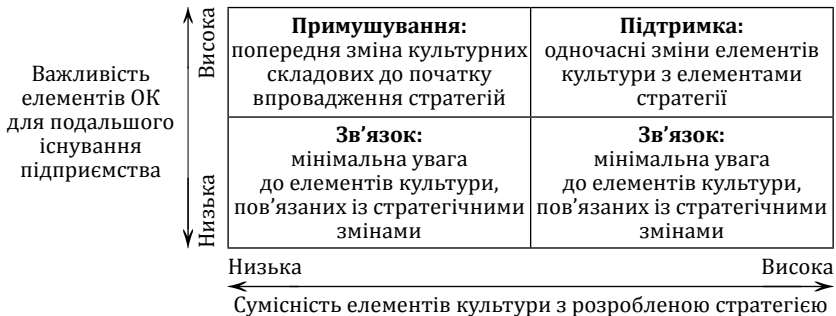 Важливість
елементів ОК
для подальшого
існування
підприємства
Висока
Низька
Примушування:
попередня зміна культурних
складових до початку
впровадження стратегій
Підтримка:
одночасні зміни елементів
культури з елементами
стратегії
Зв’язок:
мінімальна увага
до елементів культури,
пов’язаних із стратегічними
змінами
Зв’язок:
мінімальна увага
до елементів культури,
пов’язаних із стратегічними
змінами
Низька
Висока
Сумісність елементів культури з розробленою стратегією